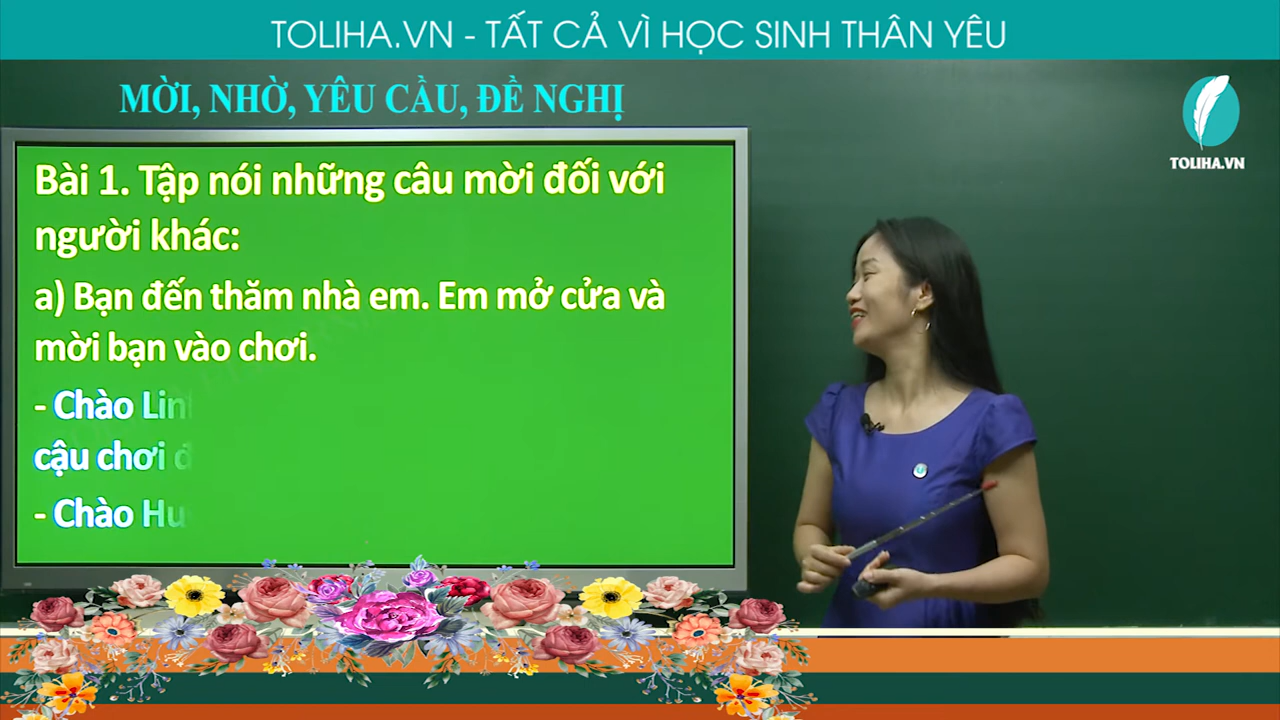 TOLIHA.VN - TẤT CẢ VÌ HỌC SINH THÂN YÊU
MỜI, NHỜ, YÊU CẦU, ĐỀ NGHỊ
TOLIHA.VN
Bài 1. Tập nói những câu mời đối với
người khác:
a) Bạn đến thăm nhà em. Em mở cửa và
mời bạn vào chơi.
- Chào
cậu chơi
- Chào